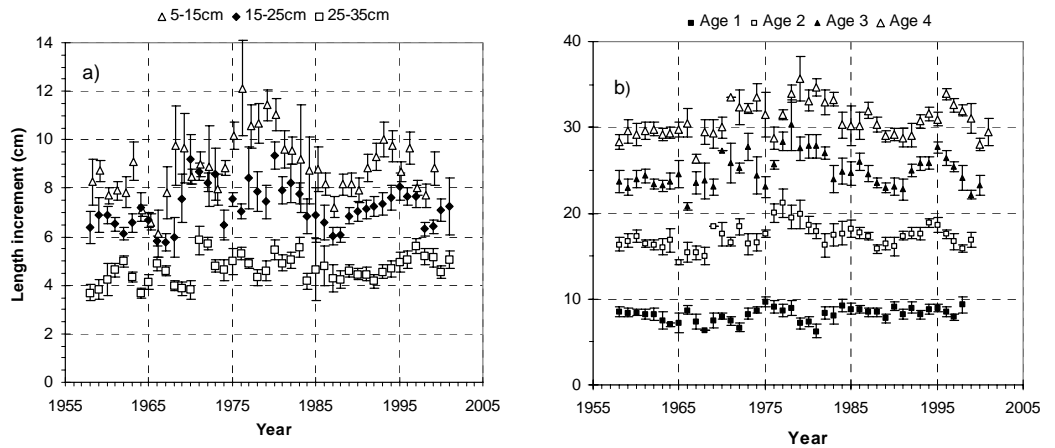 5-15cm 15-25cm 25-35cm
a)
Length increment (cm)
14
12
10
8
6
4
2
0
1955 1965 1975 1985 1995 2005
Year
Age 1 Age 2 Age 3 Age 4
b)
40
30
20
10
0
1955 1965 1975 1985 1995 2005
Year